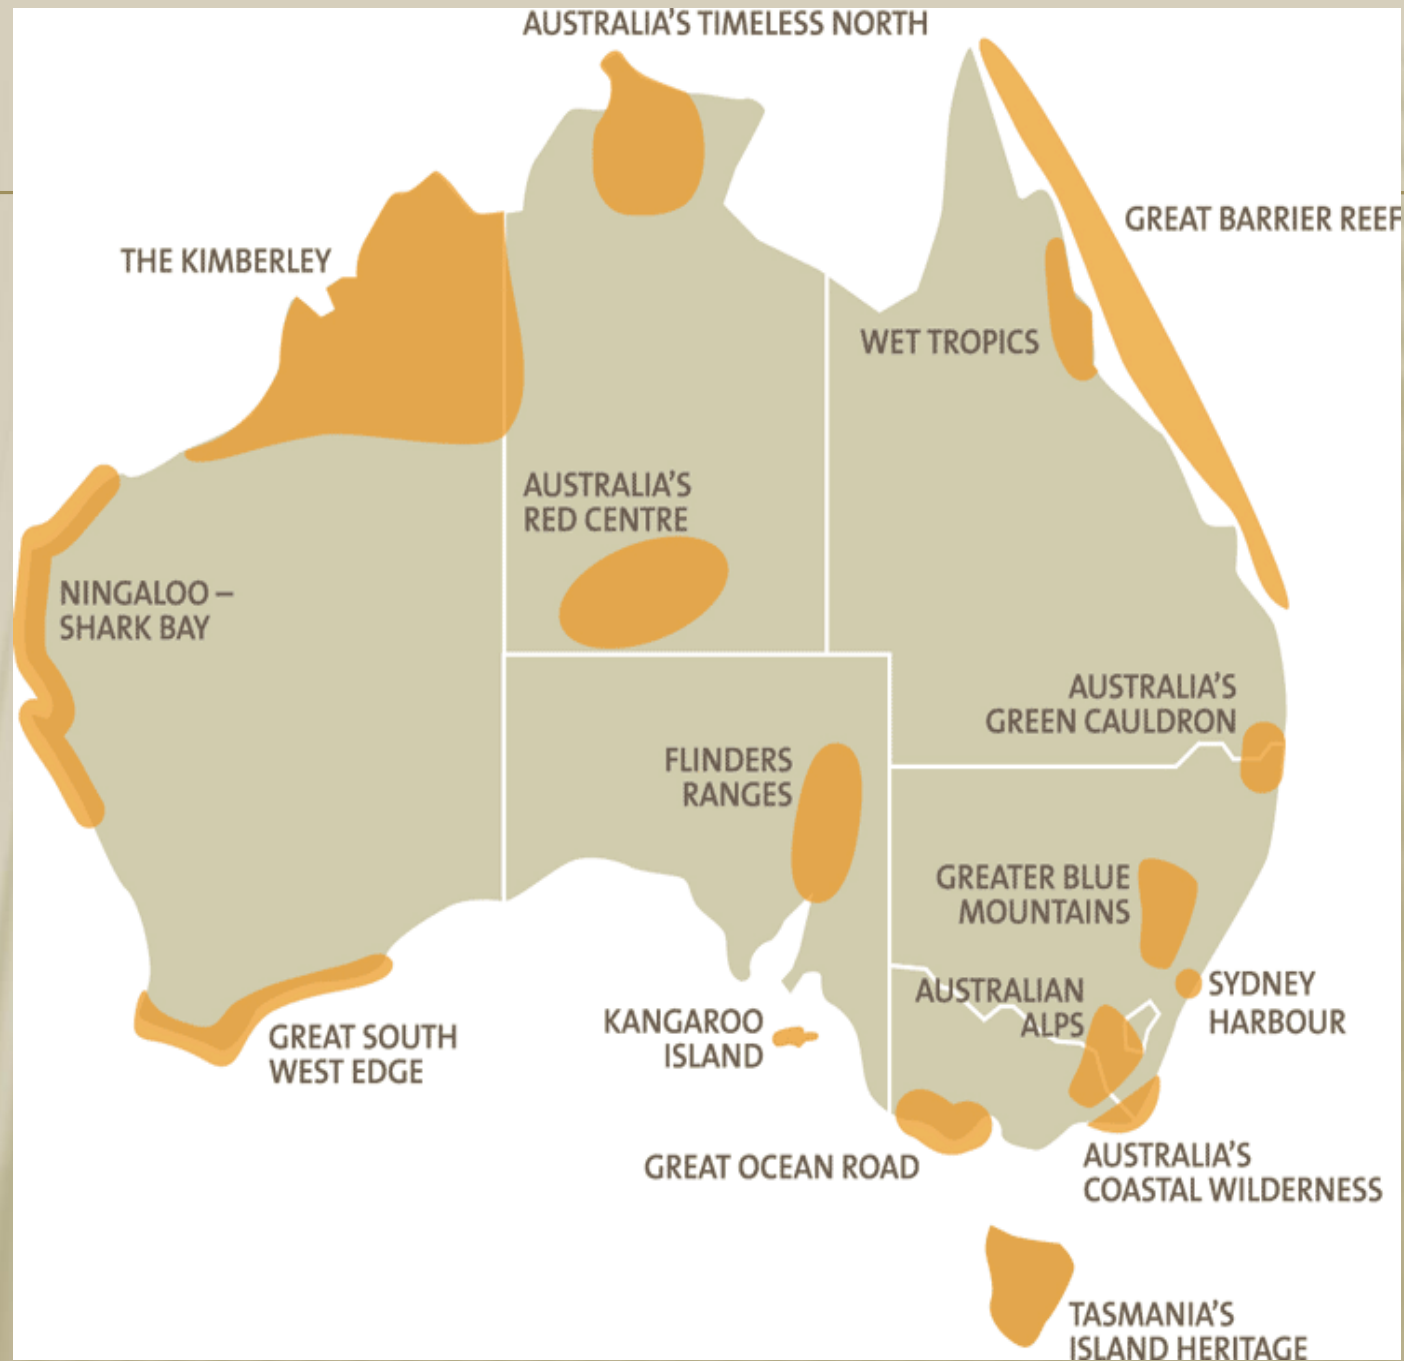 AUSTRALIA'S TIMELESS NORTH
GREAT BARRIER REEF
THE KIMBERLEY
WET TROPICS
AUSTRALIA'S
RED CENTRE
NINGALOO –
SHARK BAY
AUSTRALIA'S
GREEN CAULDRON
FLINDERS
RANGES
GREATER BLUE
MOUNTAINS
AUSTRALIAN
ALPS
SYDNEY
HARBOUR
KANGAROO
ISLAND
GREAT SOUTH
WEST EDGE
GREAT OCEAN ROAD
AUSTRALIA'S
COASTAL WILDERNESS
TASMANIA'S
ISLAND HERITAGE